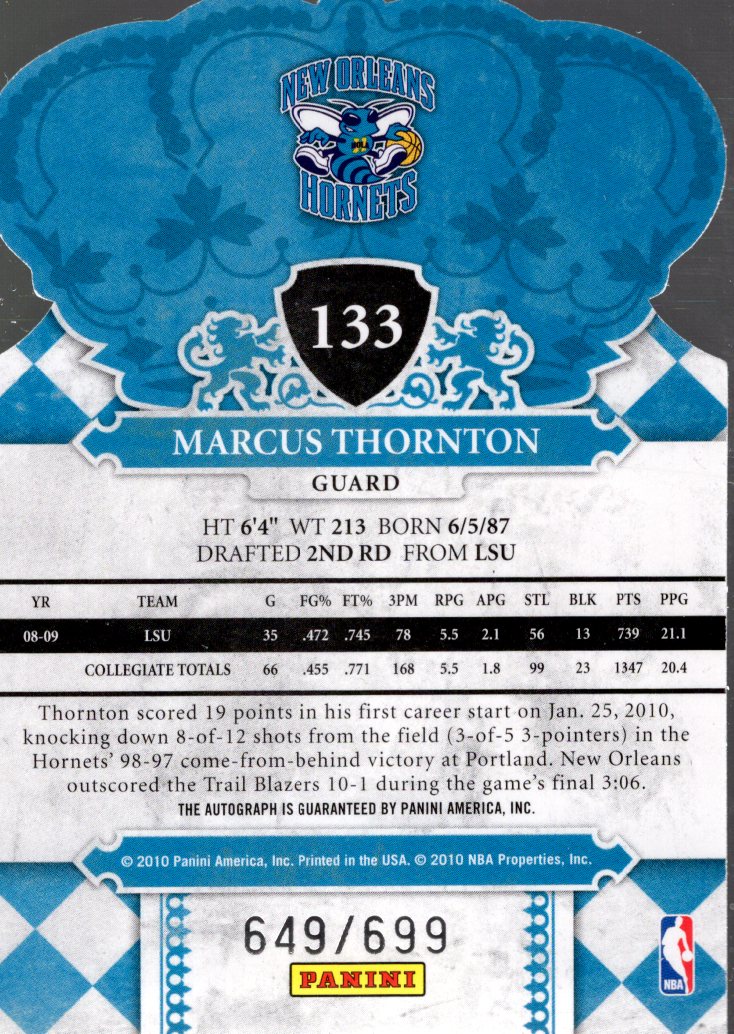 NEW ORLEANS
NOLA
HORNETS
133
MARCUS THORNTON
GUARD
HT 6'4" WT 213 BORN 6/5/87
DRAFTED 2ND RD FROM LSU
YR TEAM G FG% FT% 3PM RPG APG STL BLK PTS PPG
08-09 LSU 35 .472 .745 78 5.5 2.1 56 13 739 21.1
COLLEGIATE TOTALS 66 .455 .771 168 5.5 1.8 99 23 1347 20.4
Thornton scored 19 points in his first career start on Jan. 25, 2010,
knocking down 8-of-12 shots from the field (3-of-5 3-pointers) in the
Hornets' 98-97 come-from-behind victory at Portland. New Orleans
outscored the Trail Blazers 10-1 during the game's final 3:06.
THE AUTOGRAPH IS GUARANTEED BY PANINI AMERICA, INC.
© 2010 Panini America, Inc. Printed in the USA. © 2010 NBA Properties, Inc.
649/699
PANINI
NBA